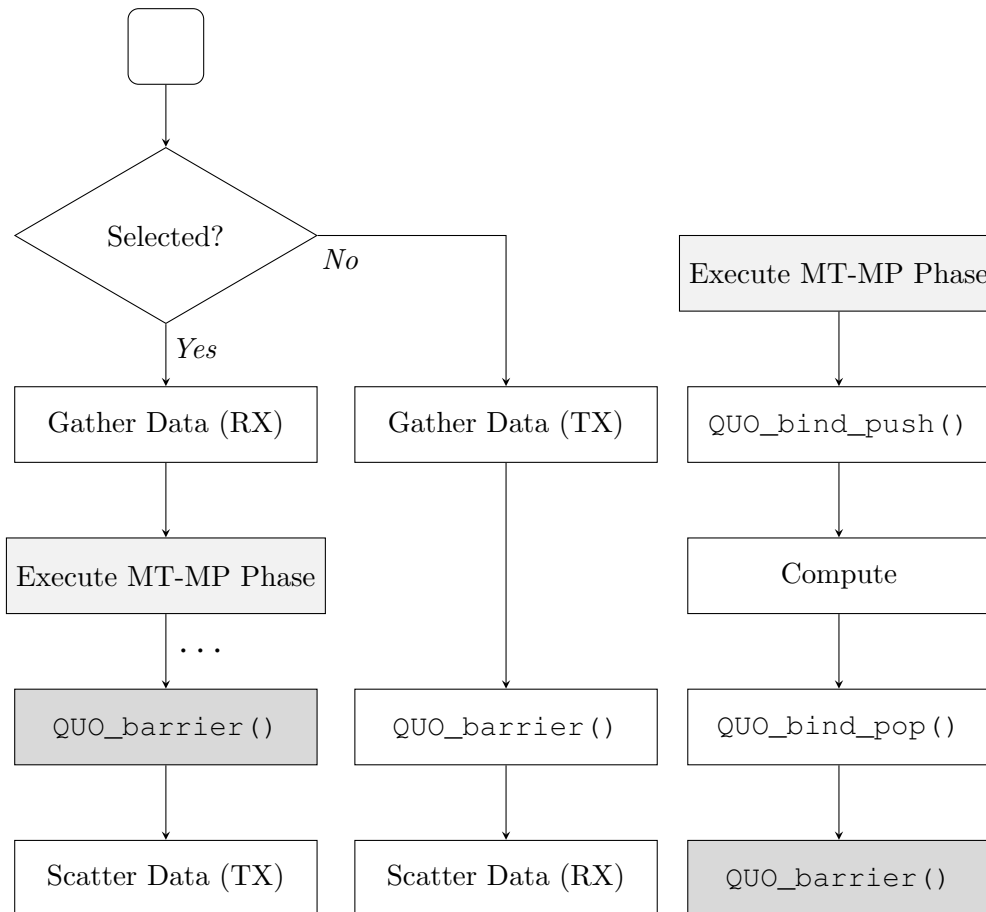 Selected?
No
Execute MT-MP Phase
Yes
Gather Data (RX)
Gather Data (TX)
QUO_bind_push()
Execute MT-MP Phase
Compute
...
QUO_barrier()
QUO_barrier()
QUO_bind_pop()
Scatter Data (TX)
Scatter Data (RX)
QUO_barrier()